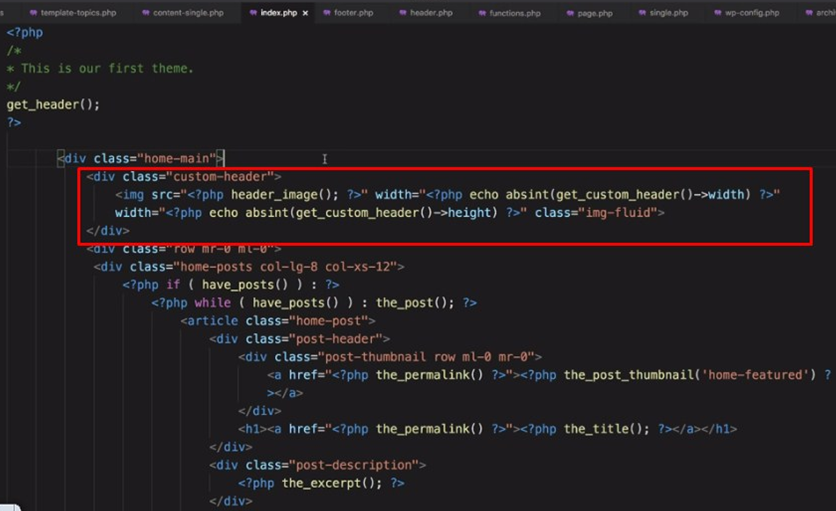 template-topics.php content-single.php index.php × footer.php header.php functions.php page.php single.php wp-config.php
<?php
/*
* This is our first theme.
*/
get_header();
?>
<div class="home-main">
<div class="custom-header">
<img src="<?php header_image(); ?>" width="<?php echo absint(get_custom_header()->width) ?>"
width="<?php echo absint(get_custom_header()->height) ?>" class="img-fluid">
</div>
<div class="row mr-0 ml-0">
<div class="home-posts col-lg-8 col-xs-12">
<?php if ( have_posts() ) : ?>
<?php while ( have_posts() ) : the_post(); ?>
<article class="home-post">
<div class="post-header">
<div class="post-thumbnail row ml-0 mr-0">
<a href="<?php the_permalink() ?>"><?php the_post_thumbnail('home-featured') ?
></a>
</div>
<h1><a href="<?php the_permalink() ?>"><?php the_title(); ?></a></h1>
</div>
<div class="post-description">
<?php the_excerpt(); ?>
</div>